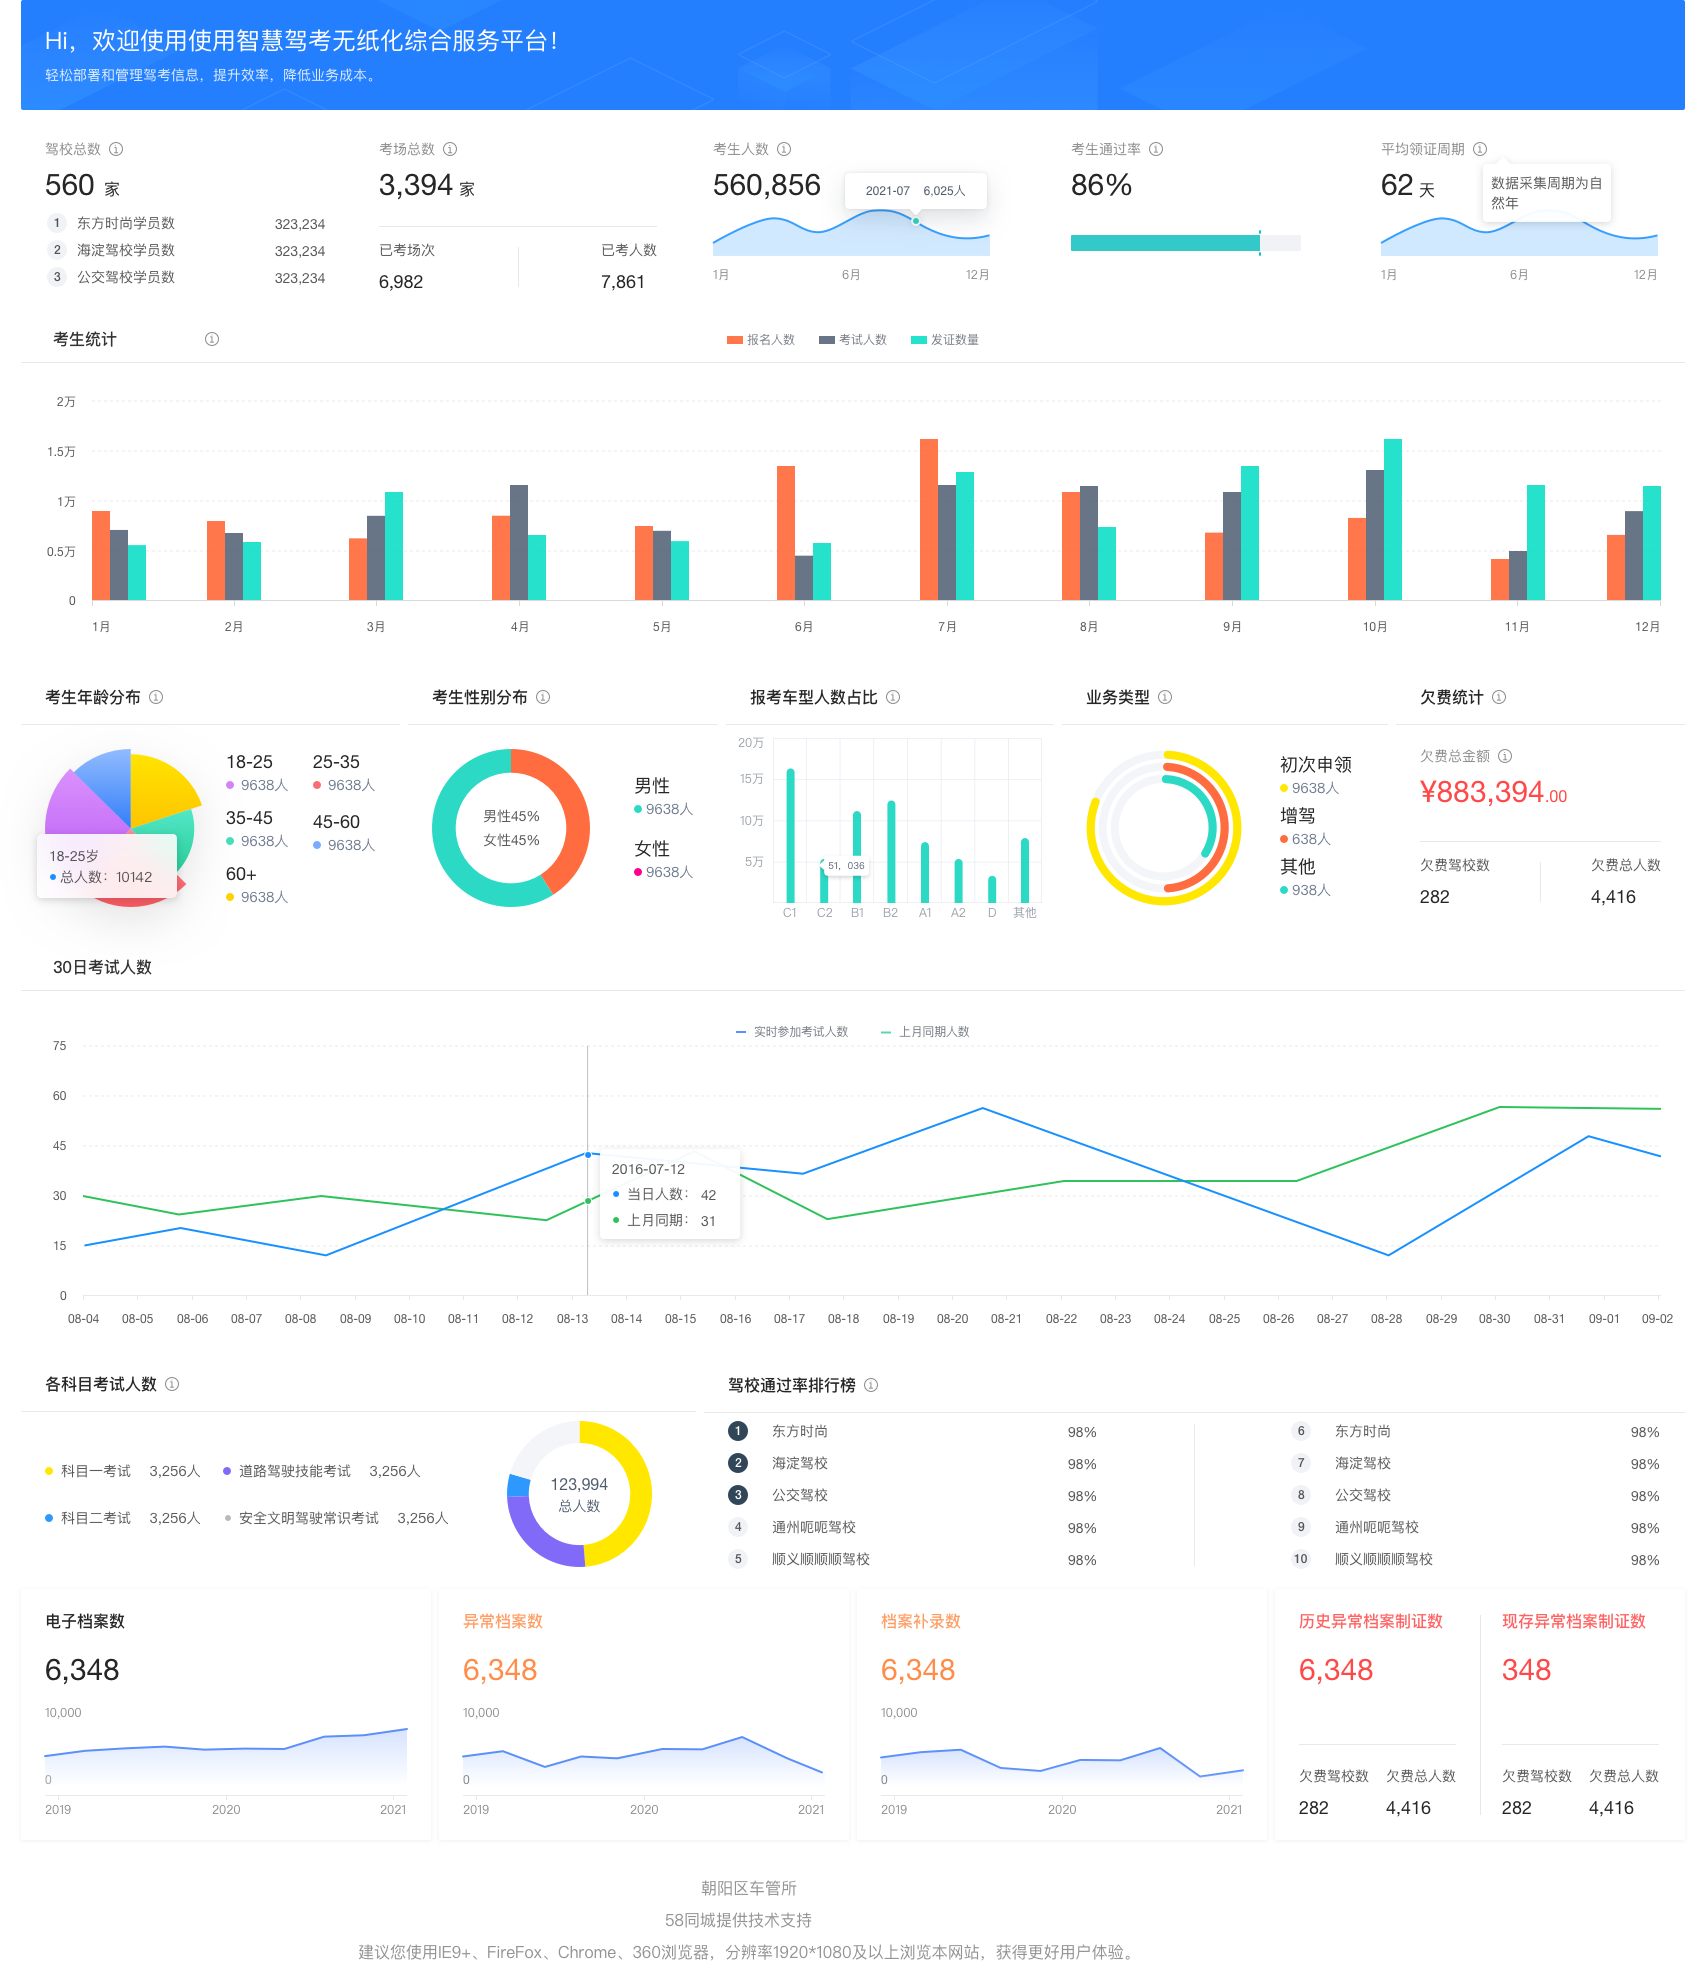 Hi，欢迎使用使用智慧驾考无纸化综合服务平台！
轻松部署和管理驾考信息，提升效率，降低业务成本。
驾校总数
560 家
1 东方时尚学员数 323,234
2 海淀驾校学员数 323,234
3 公交驾校学员数 323,234
考场总数
3,394 家
已考场次 已考人数
6,982 7,861
考生人数
560,856
2021-07 6,025人
1月 6月 12月
考生通过率
86%
平均领证周期
62 天
数据采集周期为自
然年
1月 6月 12月
考生统计
报名人数 考试人数 发证数量
2万
1.5万
1万
0.5万
0
1月 2月 3月 4月 5月 6月 7月 8月 9月 10月 11月 12月
考生年龄分布
18-25 25-35
9638人 9638人
35-45 45-60
9638人 9638人
60+
9638人
18-25岁
总人数：10142
考生性别分布
男性45%
女性45%
男性
9638人
女性
9638人
报考车型人数占比
20万
15万
10万
5万
51，036
C1 C2 B1 B2 A1 A2 D 其他
业务类型
初次申领
9638人
增驾
638人
其他
938人
欠费统计
欠费总金额
¥883,394.00
欠费驾校数 欠费总人数
282 4,416
30日考试人数
实时参加考试人数 上月同期人数
75
60
45
30
15
0
2016-07-12
当日人数： 42
上月同期： 31
08-04 08-05 08-06 08-07 08-08 08-09 08-10 08-11 08-12 08-13 08-14 08-15 08-16 08-17 08-18 08-19 08-20 08-21 08-22 08-23 08-24 08-25 08-26 08-27 08-28 08-29 08-30 08-31 09-01 09-02
各科目考试人数
科目一考试 3,256人 道路驾驶技能考试 3,256人
科目二考试 3,256人 安全文明驾驶常识考试 3,256人
123,994
总人数
驾校通过率排行榜
1 东方时尚 98%
2 海淀驾校 98%
3 公交驾校 98%
4 通州呃呃驾校 98%
5 顺义顺顺顺驾校 98%
6 东方时尚 98%
7 海淀驾校 98%
8 公交驾校 98%
9 通州呃呃驾校 98%
10 顺义顺顺顺驾校 98%
电子档案数
6,348
10,000
0
2019 2020 2021
异常档案数
6,348
10,000
0
2019 2020 2021
档案补录数
6,348
10,000
0
2019 2020 2021
历史异常档案制证数
6,348
欠费驾校数 欠费总人数
282 4,416
现存异常档案制证数
348
欠费驾校数 欠费总人数
282 4,416
朝阳区车管所
58同城提供技术支持
建议您使用IE9+、FireFox、Chrome、360浏览器，分辨率1920*1080及以上浏览本网站，获得更好用户体验。